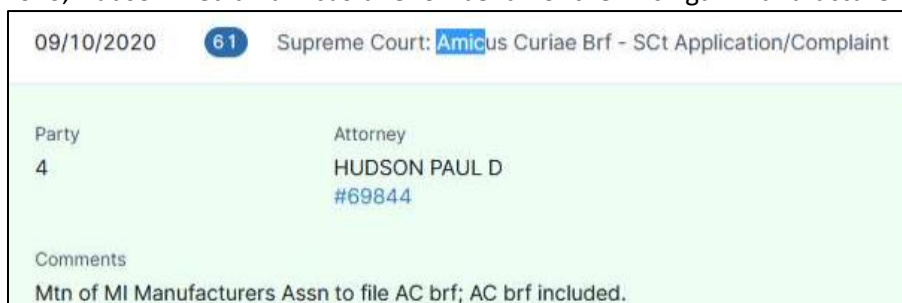 09/10/2020 61 Supreme Court: Amicus Curiae Brf - SCt Application/Complaint
Party Attorney
4 HUDSON PAUL D
#69844
Comments
Mtn of MI Manufacturers Assn to file AC brf; AC brf included.